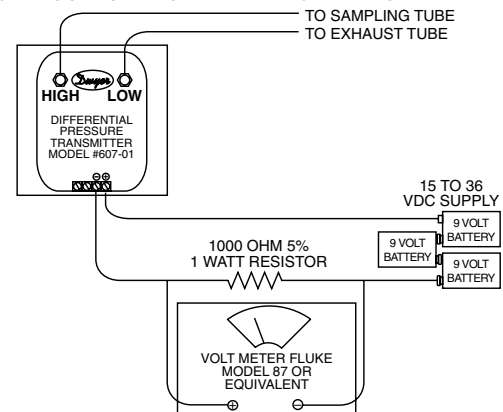 TO SAMPLING TUBE
TO EXHAUST TUBE
Dwyer
HIGH LOW
DIFFERENTIAL
PRESSURE
TRANSMITTER
MODEL #607-01
15 TO 36
VDC SUPPLY
9 VOLT
BATTERY
9 VOLT
BATTERY
9 VOLT
BATTERY
1000 OHM 5%
1 WATT RESISTOR
VOLT METER FLUKE
MODEL 87 OR
EQUIVALENT